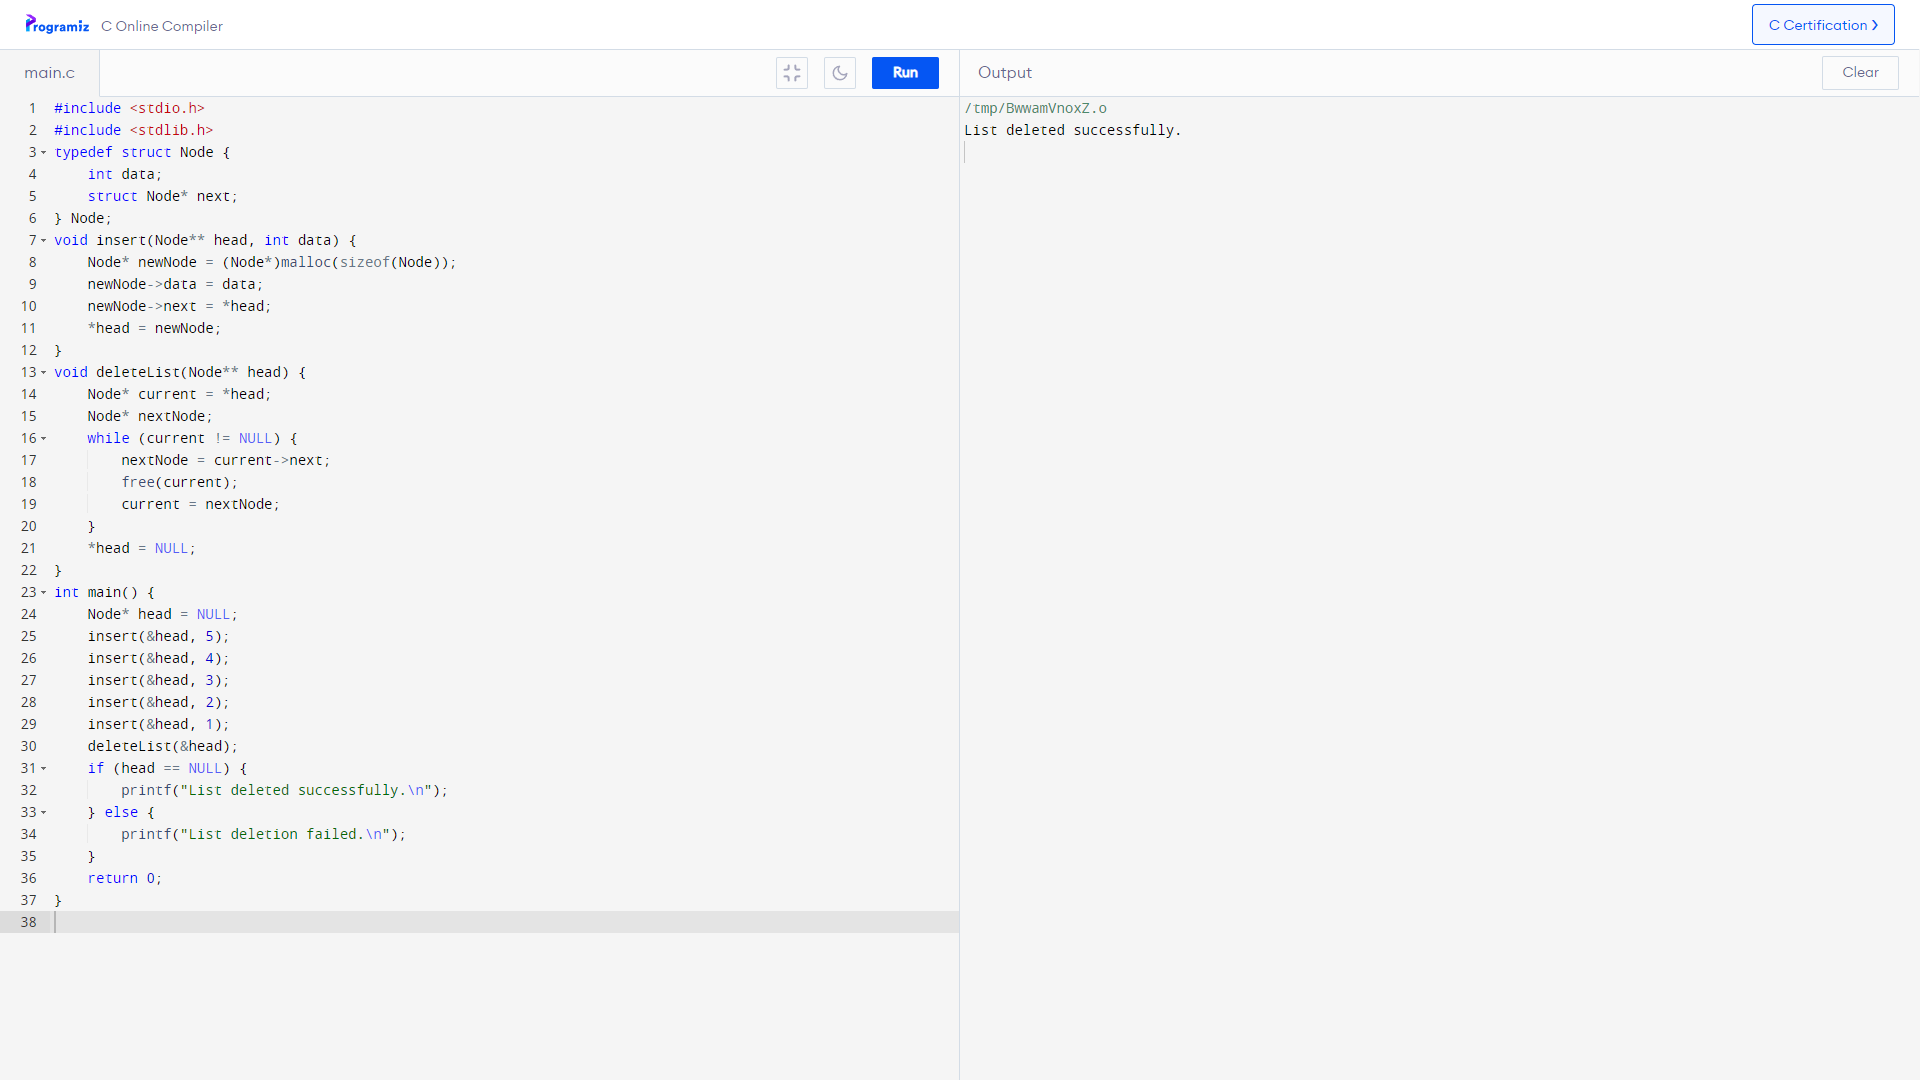 Programiz C Online Compiler C Certification
main.c Run Output Clear
1 #include <stdio.h>
2 #include <stdlib.h>
3 typedef struct Node {
4     int data;
5     struct Node* next;
6 } Node;
7 void insert(Node** head, int data) {
8     Node* newNode = (Node*)malloc(sizeof(Node));
9     newNode->data = data;
10     newNode->next = *head;
11     *head = newNode;
12 }
13 void deleteList(Node** head) {
14     Node* current = *head;
15     Node* nextNode;
16     while (current != NULL) {
17         nextNode = current->next;
18         free(current);
19         current = nextNode;
20     }
21     *head = NULL;
22 }
23 int main() {
24     Node* head = NULL;
25     insert(&head, 5);
26     insert(&head, 4);
27     insert(&head, 3);
28     insert(&head, 2);
29     insert(&head, 1);
30     deleteList(&head);
31     if (head == NULL) {
32         printf("List deleted successfully.\n");
33     } else {
34         printf("List deletion failed.\n");
35     }
36     return 0;
37 }
38
/tmp/BwwamVnoxZ.o
List deleted successfully.